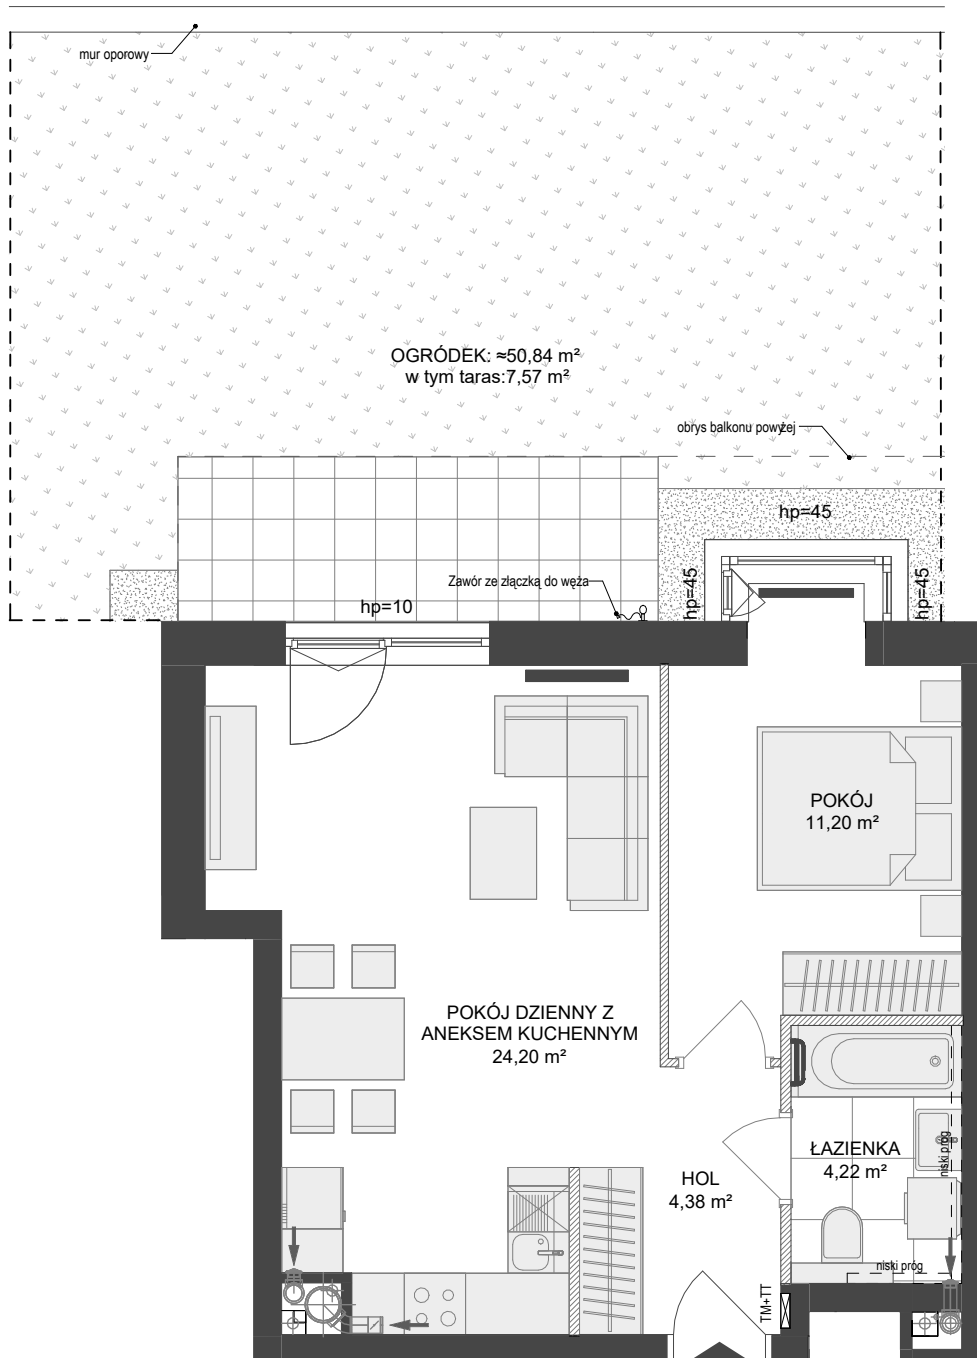 mur oporowy
OGRÓDEK: ≈50,84 m²
w tym taras:7,57 m²
obrys balkonu powyżej
hp=45
hp=45
hp=45
Zawór ze złączką do węża
hp=10
POKÓJ
11,20 m²
POKÓJ DZIENNY Z
ANEKSEM KUCHENNYM
24,20 m²
ŁAZIENKA
4,22 m²
niski próg
HOL
4,38 m²
niski próg
TM+TT